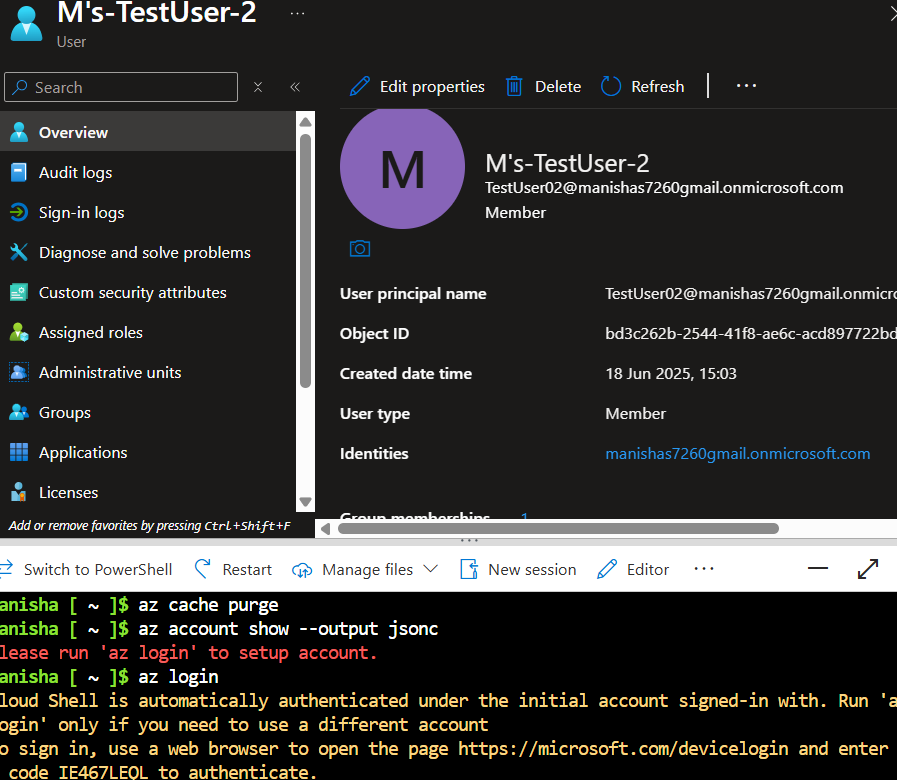 M's-TestUser-2 ...
User
Search
Edit properties
Delete
Refresh
Overview
Audit logs
Sign-in logs
Diagnose and solve problems
Custom security attributes
Assigned roles
Administrative units
Groups
Applications
Licenses
Add or remove favorites by pressing Ctrl+Shift+F
M
M's-TestUser-2
TestUser02@manishas7260gmail.onmicrosoft.com
Member
User principal name TestUser02@manishas7260gmail.onmicro
Object ID bd3c262b-2544-41f8-ae6c-acd897722bd
Created date time 18 Jun 2025, 15:03
User type Member
Identities manishas7260gmail.onmicrosoft.com
Group memberships 1
Switch to PowerShell Restart Manage files New session Editor ...
anisha [ ~ ]$ az cache purge
anisha [ ~ ]$ az account show --output jsonc
lease run 'az login' to setup account.
anisha [ ~ ]$ az login
loud Shell is automatically authenticated under the initial account signed-in with. Run 'a
ogin' only if you need to use a different account
o sign in, use a web browser to open the page https://microsoft.com/devicelogin and enter
code IE467LEQL to authenticate.